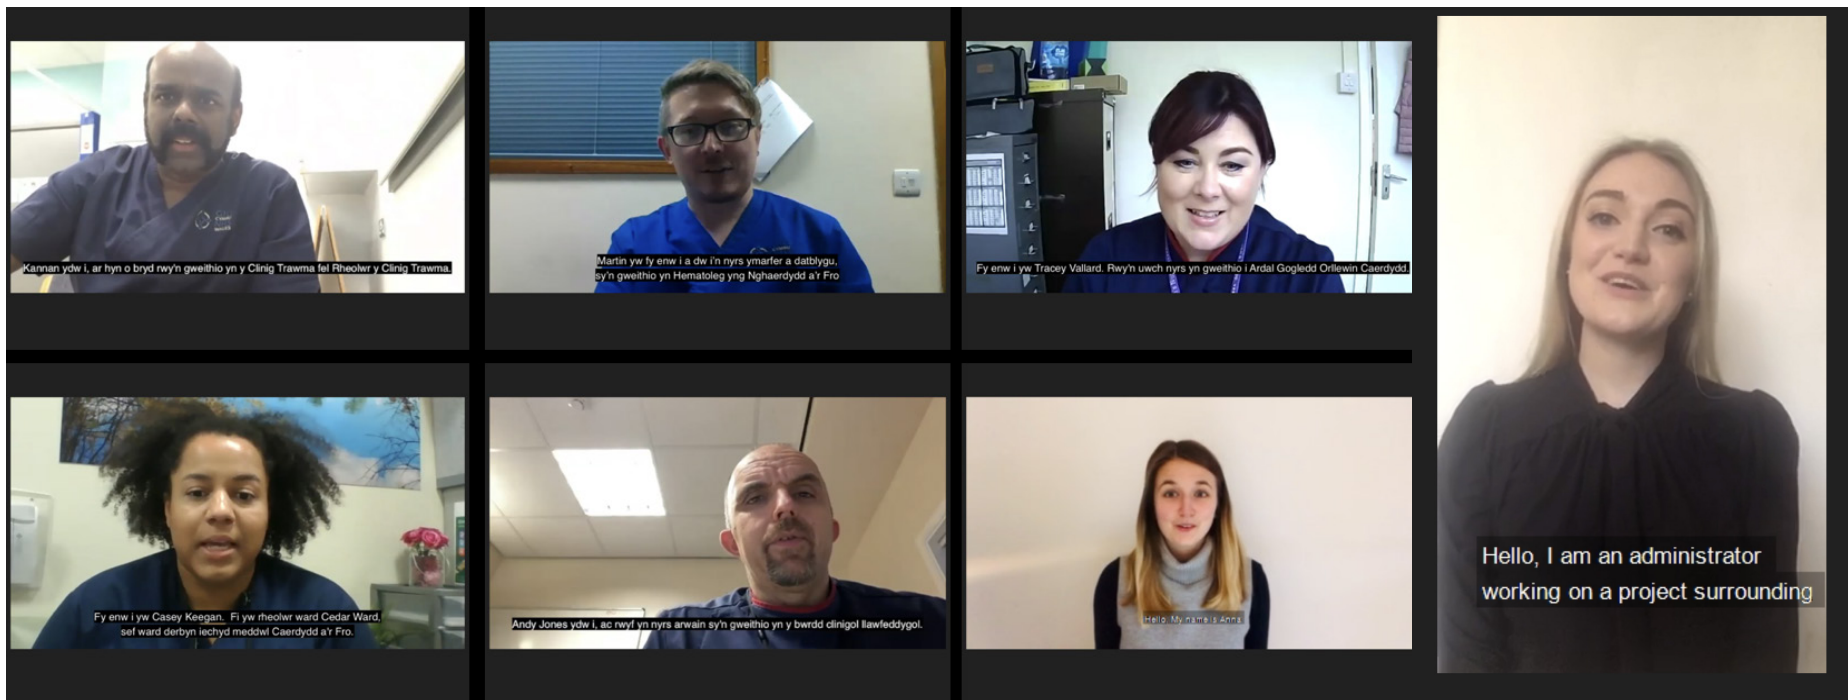 Kannan ydw i, ar hyn o bryd rwy'n gweithio yn y Clinig Trawma fel Rheolwr y Clinig Trawma.
Martin yw fy enw i a dw i'n nyrs ymarfer a datblygu,
sy'n gweithio yn Hematoleg yng Nghaerdydd a'r Fro
Fy enw i yw Tracey Vallard. Rwy'n uwch nyrs yn gweithio i Ardal Gogledd Orllewin Caerdydd.
Fy enw i yw Casey Keegan. Fi yw rheolwr ward Cedar Ward,
sef ward derbyn iechyd meddwl Caerdydd a'r Fro.
Andy Jones ydw i, ac rwyf yn nyrs arwain sy'n gweithio yn y bwrdd clinigol llawfeddygol.
Hello. My name is Anna.
Hello, I am an administrator
working on a project surrounding